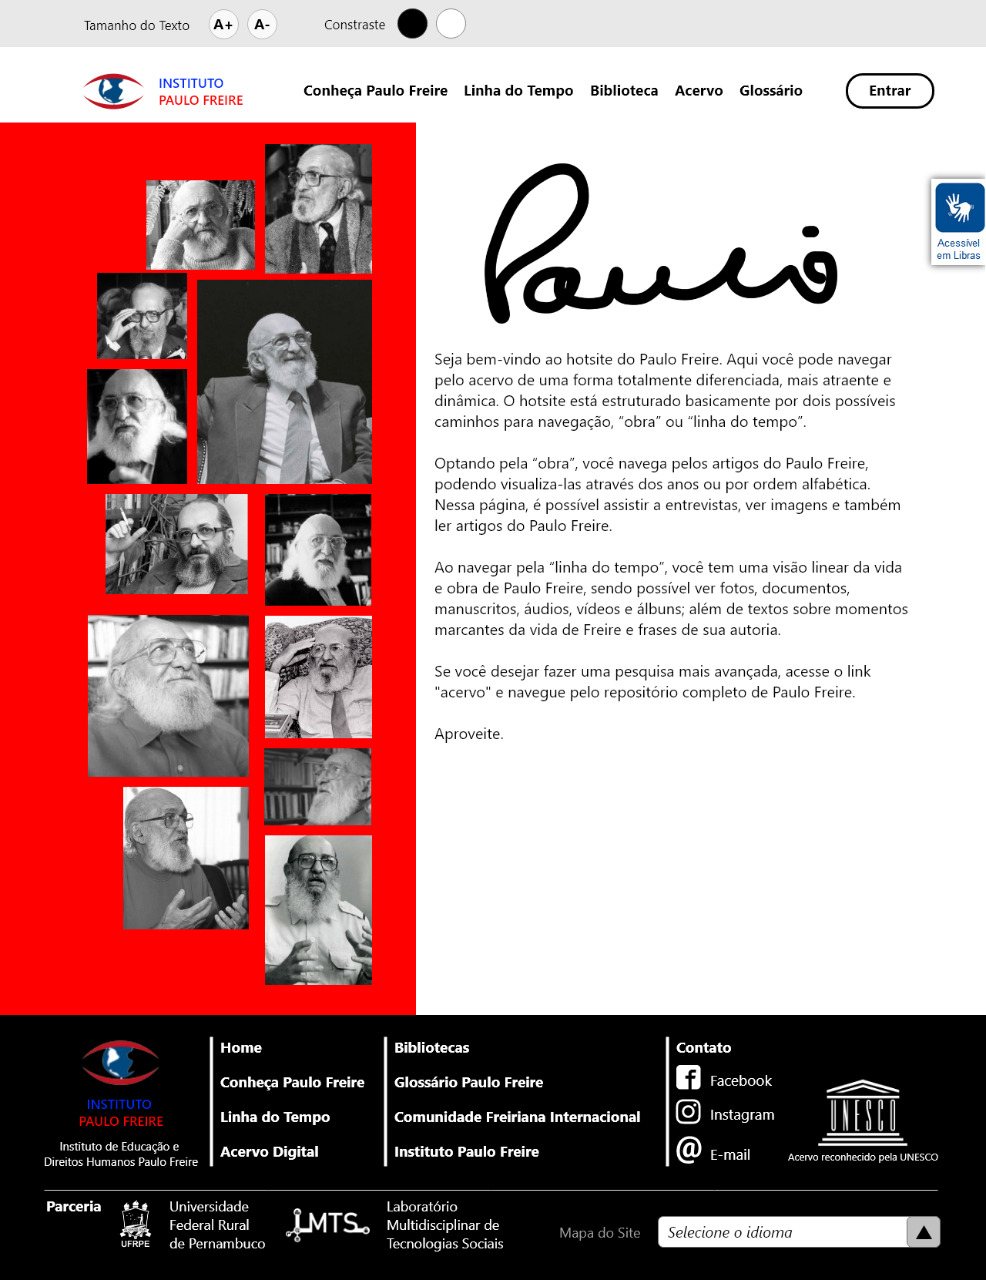 Tamanho do Texto A+ A- Constraste
INSTITUTO
PAULO FREIRE
Conheça Paulo Freire Linha do Tempo Biblioteca Acervo Glossário Entrar
Paulo
Acessível
em Libras
Seja bem-vindo ao hotsite do Paulo Freire. Aqui você pode navegar
pelo acervo de uma forma totalmente diferenciada, mais atraente e
dinâmica. O hotsite está estruturado basicamente por dois possíveis
caminhos para navegação, “obra” ou “linha do tempo”.
Optando pela “obra”, você navega pelos artigos do Paulo Freire,
podendo visualiza-las através dos anos ou por ordem alfabética.
Nessa página, é possível assistir a entrevistas, ver imagens e também
ler artigos do Paulo Freire.
Ao navegar pela “linha do tempo”, você tem uma visão linear da vida
e obra de Paulo Freire, sendo possível ver fotos, documentos,
manuscritos, áudios, vídeos e álbuns; além de textos sobre momentos
marcantes da vida de Freire e frases de sua autoria.
Se você desejar fazer uma pesquisa mais avançada, acesse o link
"acervo" e navegue pelo repositório completo de Paulo Freire.
Aproveite.
INSTITUTO
PAULO FREIRE
Instituto de Educação e
Direitos Humanos Paulo Freire
Home
Conheça Paulo Freire
Linha do Tempo
Acervo Digital
Bibliotecas
Glossário Paulo Freire
Comunidade Freiriana Internacional
Instituto Paulo Freire
Contato
Facebook
Instagram
@ E-mail
UNESCO
Acervo reconhecido pela UNESCO
Parceria
UFRPE
Universidade
Federal Rural
de Pernambuco
LMTS
Laboratório
Multidisciplinar de
Tecnologias Sociais
Mapa do Site
Selecione o idioma